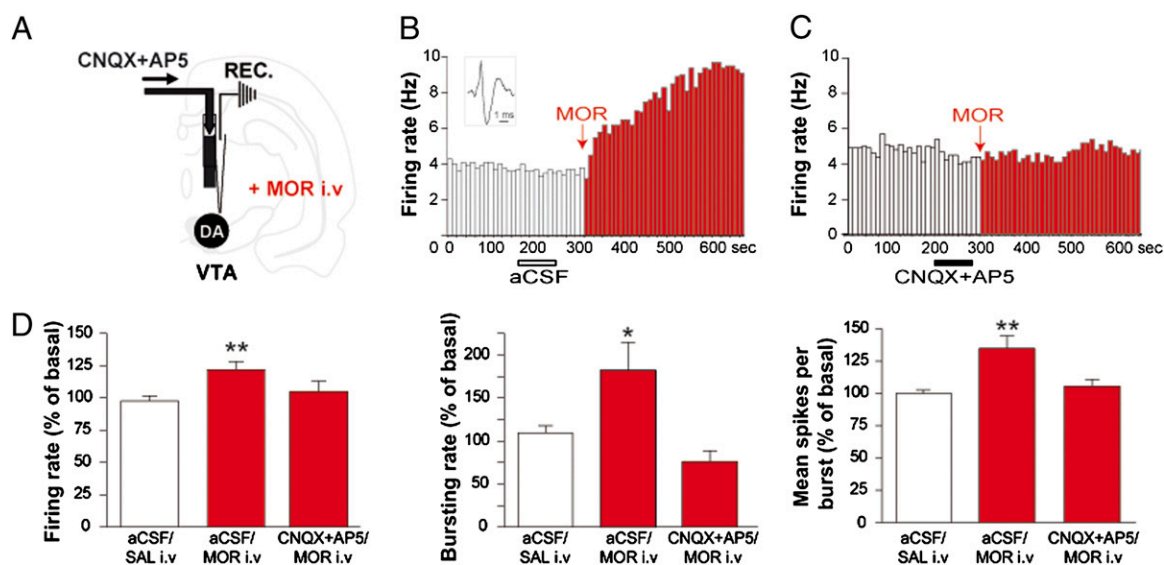 A
CNQX+AP5
REC.
+ MOR i.v
DA
VTA
B
Firing rate (Hz)
10
8
6
4
2
0
1 ms
MOR
0 100 200 300 400 500 600 sec
aCSF
C
Firing rate (Hz)
10
8
6
4
2
0
MOR
0 100 200 300 400 500 600 sec
CNQX+AP5
D
Firing rate (% of basal)
150
125
100
75
50
25
0
**
aCSF/ aCSF/ CNQX+AP5/
SAL i.v MOR i.v MOR i.v
Bursting rate (% of basal)
200
150
100
50
0
*
aCSF/ aCSF/ CNQX+AP5/
SAL i.v MOR i.v MOR i.v
Mean spikes per
burst (% of basal)
150
125
100
75
50
25
0
**
aCSF/ aCSF/ CNQX+AP5/
SAL i.v MOR i.v MOR i.v